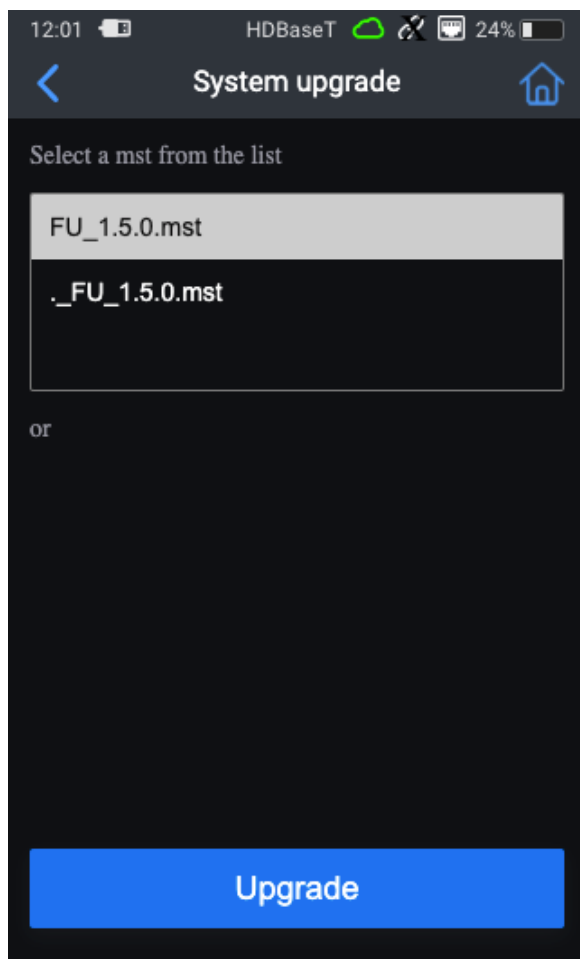 12:01 HDBaseT 24%
System upgrade
Select a mst from the list
FU_1.5.0.mst
._FU_1.5.0.mst
or
Upgrade